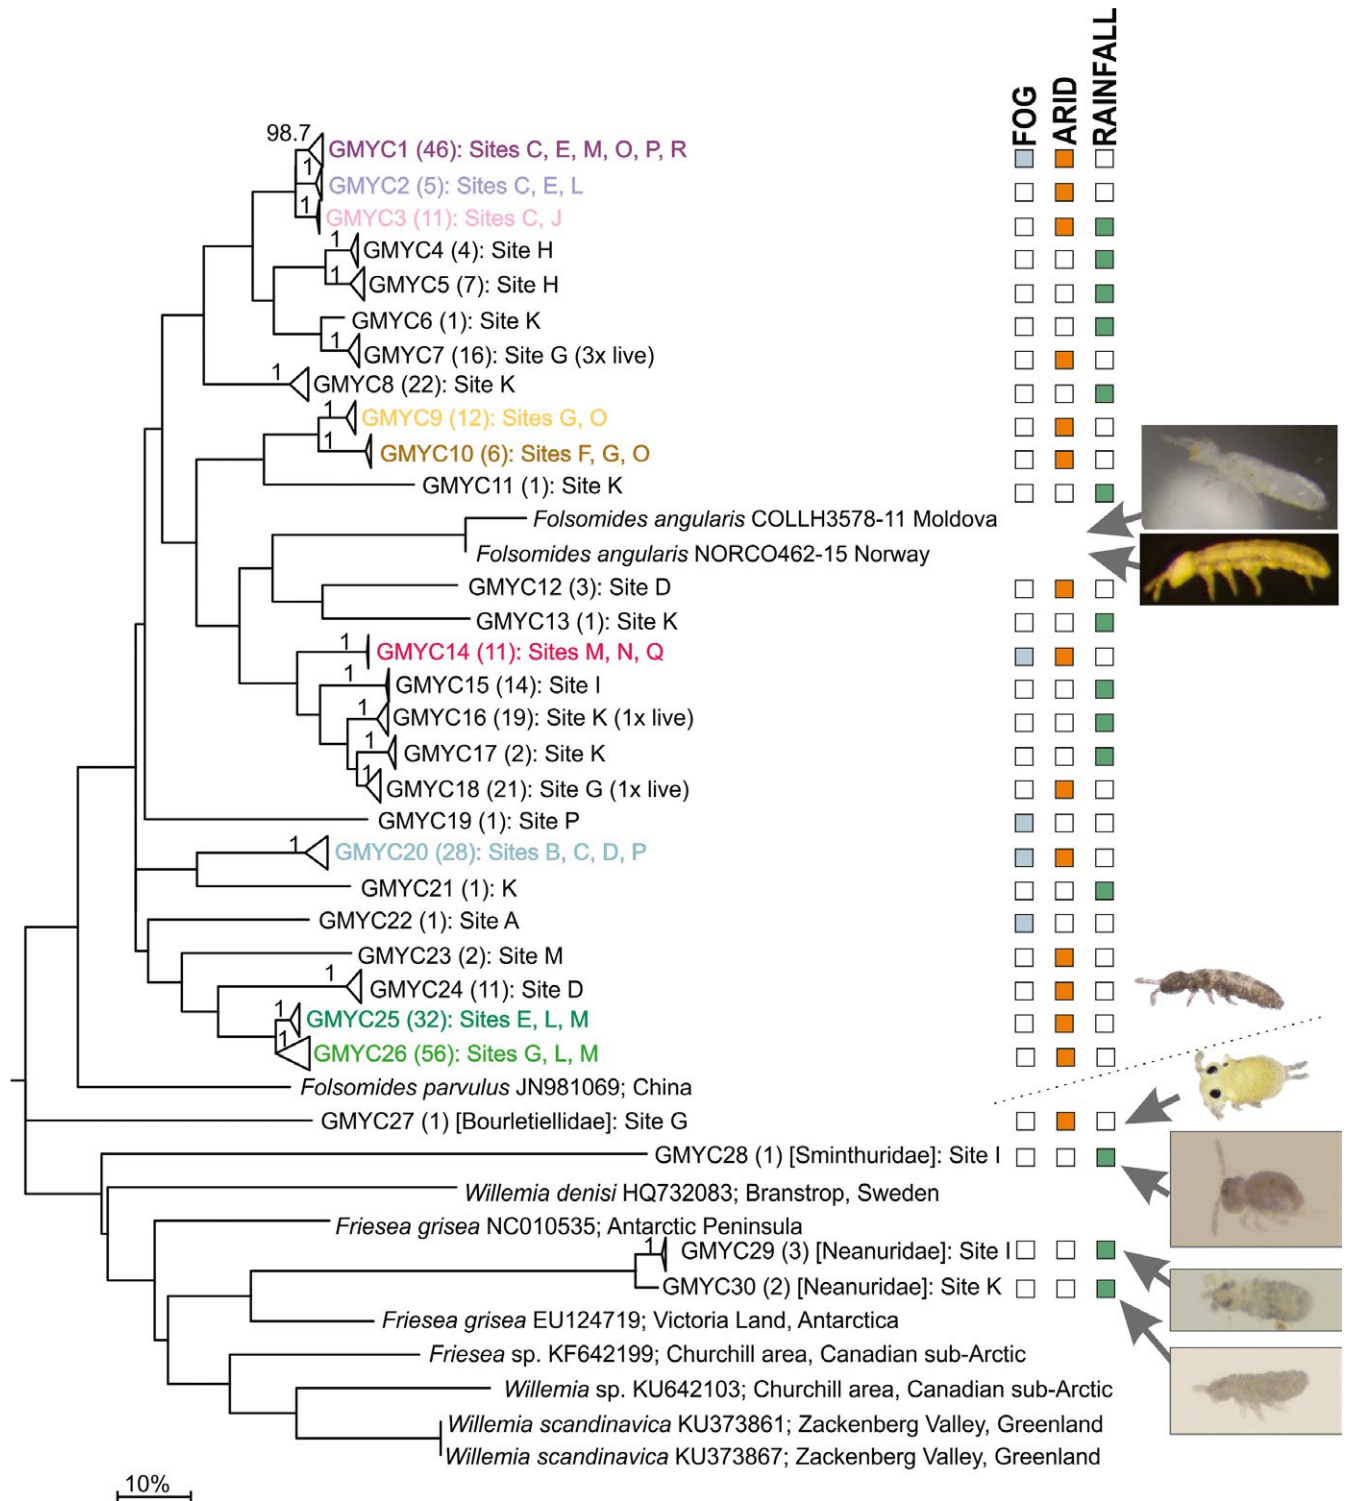 FOG
ARID
RAINFALL
98.7
GMYC1 (46): Sites C, E, M, O, P, R
1
GMYC2 (5): Sites C, E, L
1
GMYC3 (11): Sites C, J
1
GMYC4 (4): Site H
1
GMYC5 (7): Site H
GMYC6 (1): Site K
1
GMYC7 (16): Site G (3x live)
1
GMYC8 (22): Site K
1
GMYC9 (12): Sites G, O
1
GMYC10 (6): Sites F, G, O
GMYC11 (1): Site K
Folsomides angularis COLLH3578-11 Moldova
Folsomides angularis NORCO462-15 Norway
GMYC12 (3): Site D
GMYC13 (1): Site K
1
GMYC14 (11): Sites M, N, Q
1
GMYC15 (14): Site I
1
GMYC16 (19): Site K (1x live)
1
GMYC17 (2): Site K
1
GMYC18 (21): Site G (1x live)
GMYC19 (1): Site P
1
GMYC20 (28): Sites B, C, D, P
GMYC21 (1): K
GMYC22 (1): Site A
GMYC23 (2): Site M
1
GMYC24 (11): Site D
1
GMYC25 (32): Sites E, L, M
1
GMYC26 (56): Sites G, L, M
Folsomides parvulus JN981069; China
GMYC27 (1) [Bourletiellidae]: Site G
GMYC28 (1) [Sminthuridae]: Site I
Willemia denisi HQ732083; Branstrop, Sweden
Friesea grisea NC010535; Antarctic Peninsula
1
GMYC29 (3) [Neanuridae]: Site I
GMYC30 (2) [Neanuridae]: Site K
Friesea grisea EU124719; Victoria Land, Antarctica
Friesea sp. KF642199; Churchill area, Canadian sub-Arctic
Willemia sp. KU642103; Churchill area, Canadian sub-Arctic
Willemia scandinavica KU373861; Zackenberg Valley, Greenland
Willemia scandinavica KU373867; Zackenberg Valley, Greenland
10%